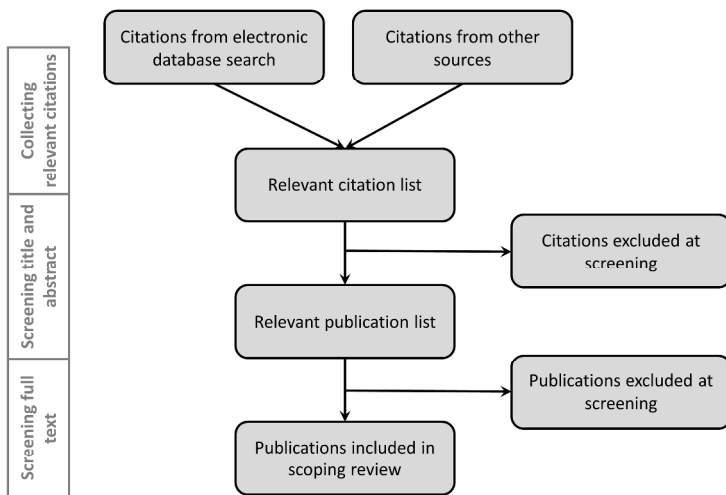 Citations from electronic
database search
Citations from other
sources
Collecting
relevant citations
Relevant citation list
Screening title and
abstract
Citations excluded at
screening
Relevant publication list
Screening full
text
Publications excluded at
screening
Publications included in
scoping review